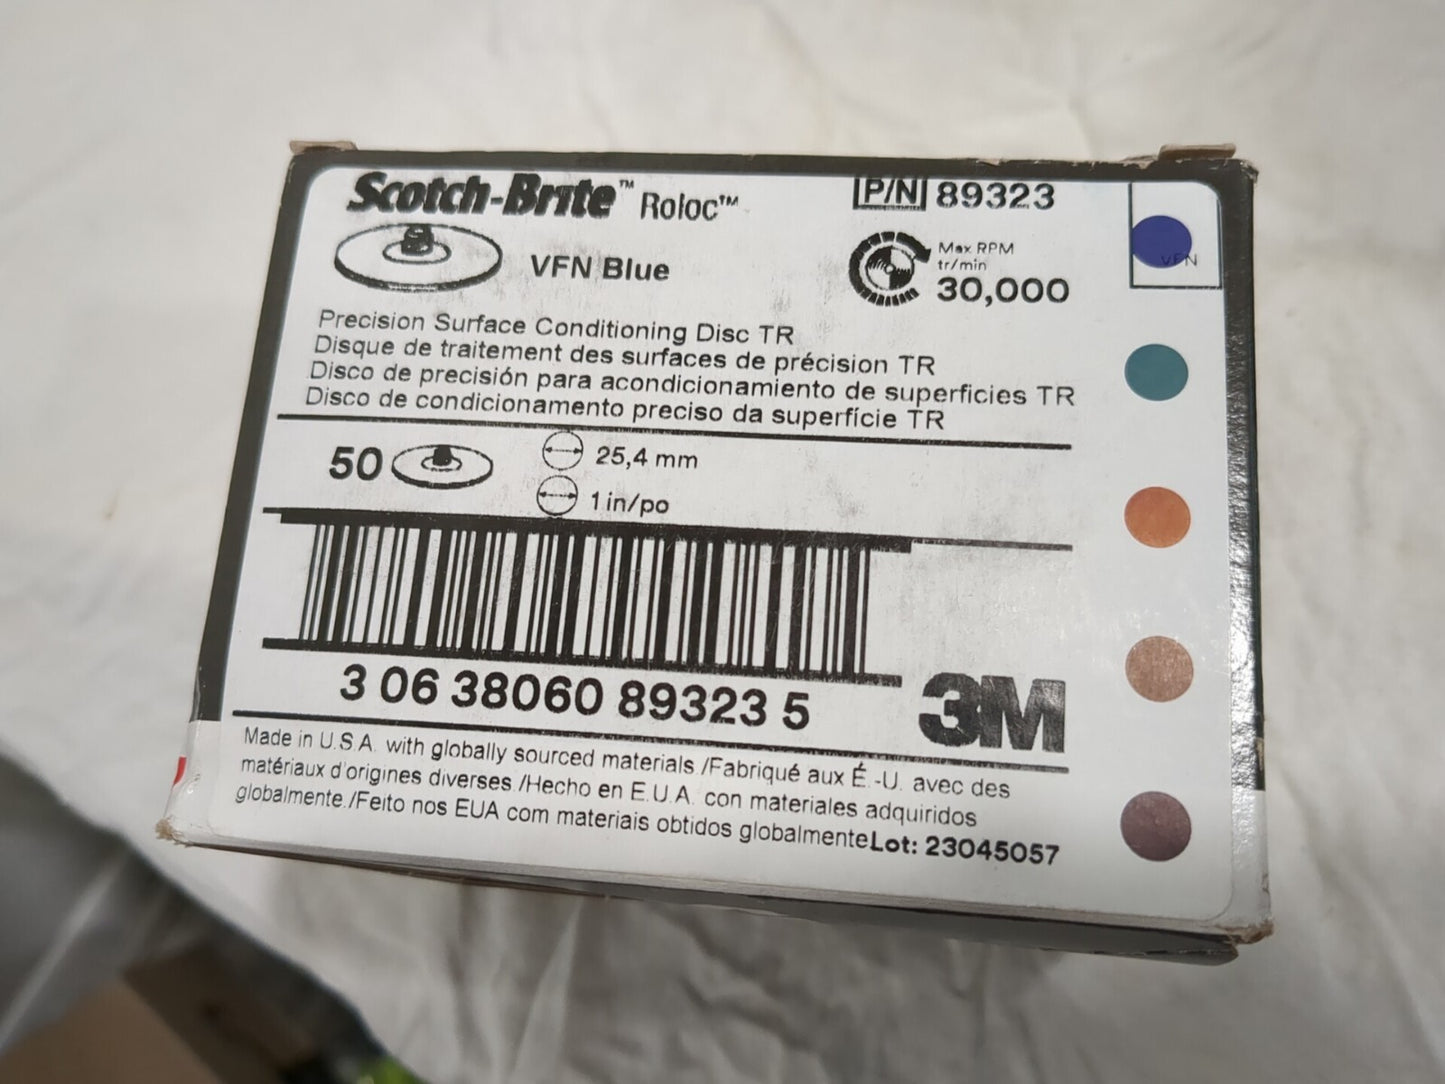 Scotch-Brite™ Roloc™
P/N 89323
VFN Blue
Max RPM
tr/min
30,000
VFN
Precision Surface Conditioning Disc TR
Disque de traitement des surfaces de précision TR
Disco de precisión para acondicionamiento de superficies TR
Disco de condicionamento preciso da superfície TR
50
25,4 mm
1 in/po
3 06 38060 89323 5
3M
Made in U.S.A. with globally sourced materials./Fabriqué aux É.-U. avec des
matériaux d'origines diverses./Hecho en E.U.A. con materiales adquiridos
globalmente./Feito nos EUA com materiais obtidos globalmente
Lot: 23045057